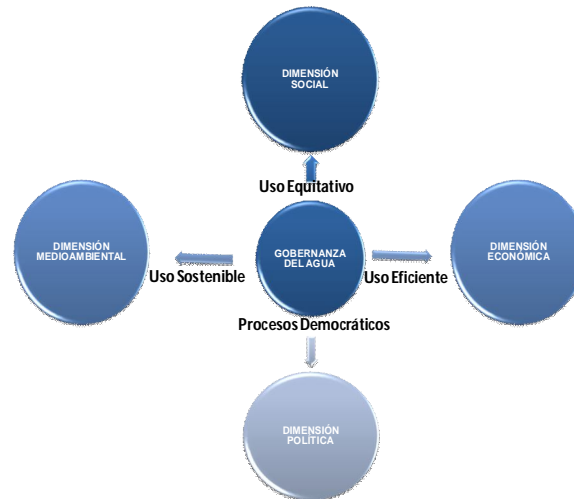 DIMENSIÓN
SOCIAL
Uso Equitativo
DIMENSIÓN
MEDIOAMBIENTAL
Uso Sostenible
GOBERNANZA
DEL AGUA
Uso Eficiente
DIMENSIÓN
ECONÓMICA
Procesos Democráticos
DIMENSIÓN
POLÍTICA